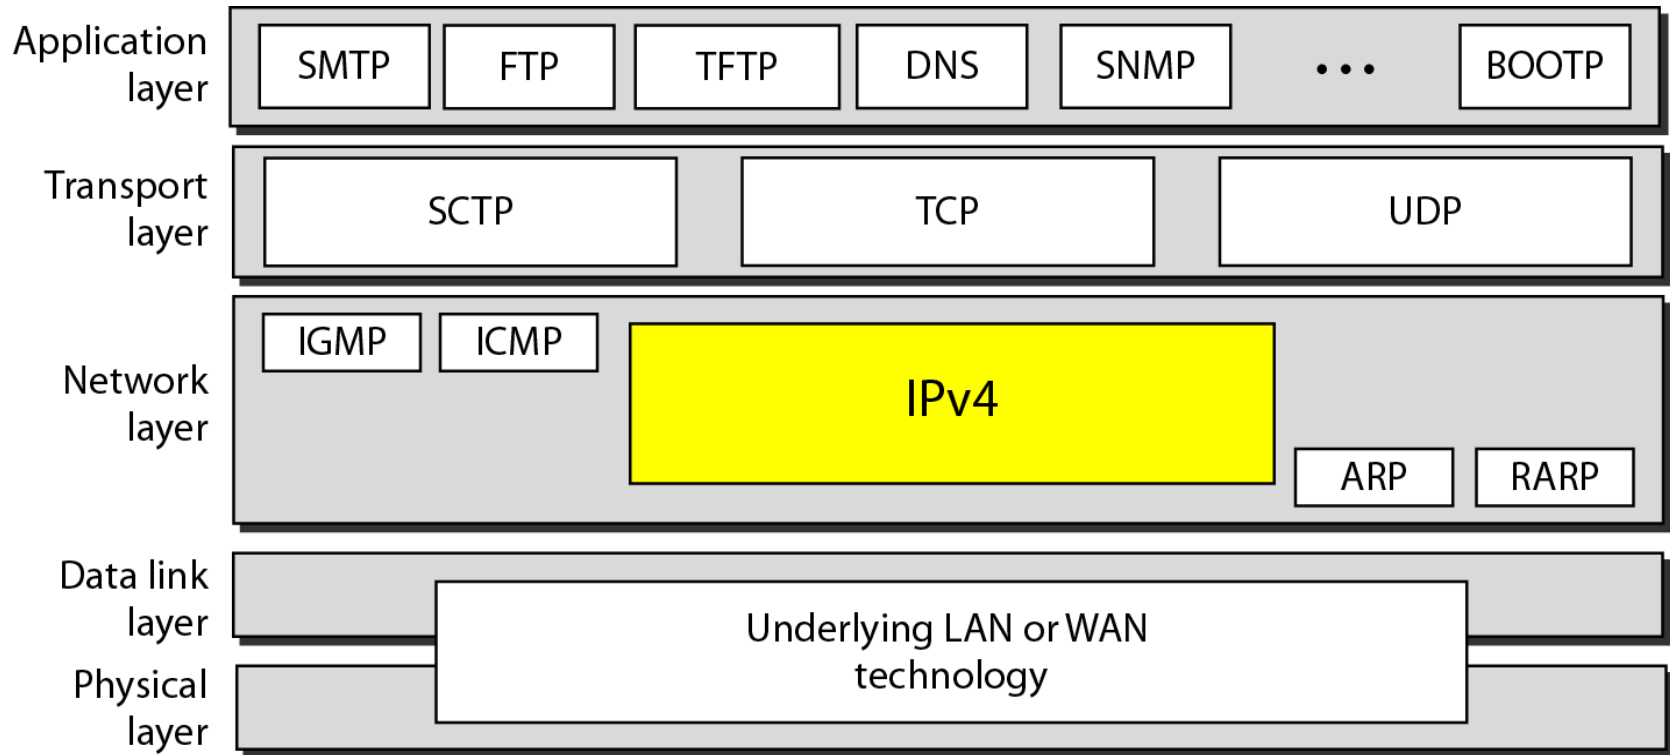 Application
layer
SMTP
FTP
TFTP
DNS
SNMP
•••
BOOTP
Transport
layer
SCTP
TCP
UDP
Network
layer
IGMP
ICMP
IPv4
ARP
RARP
Data link
layer
Underlying LAN or WAN
technology
Physical
layer